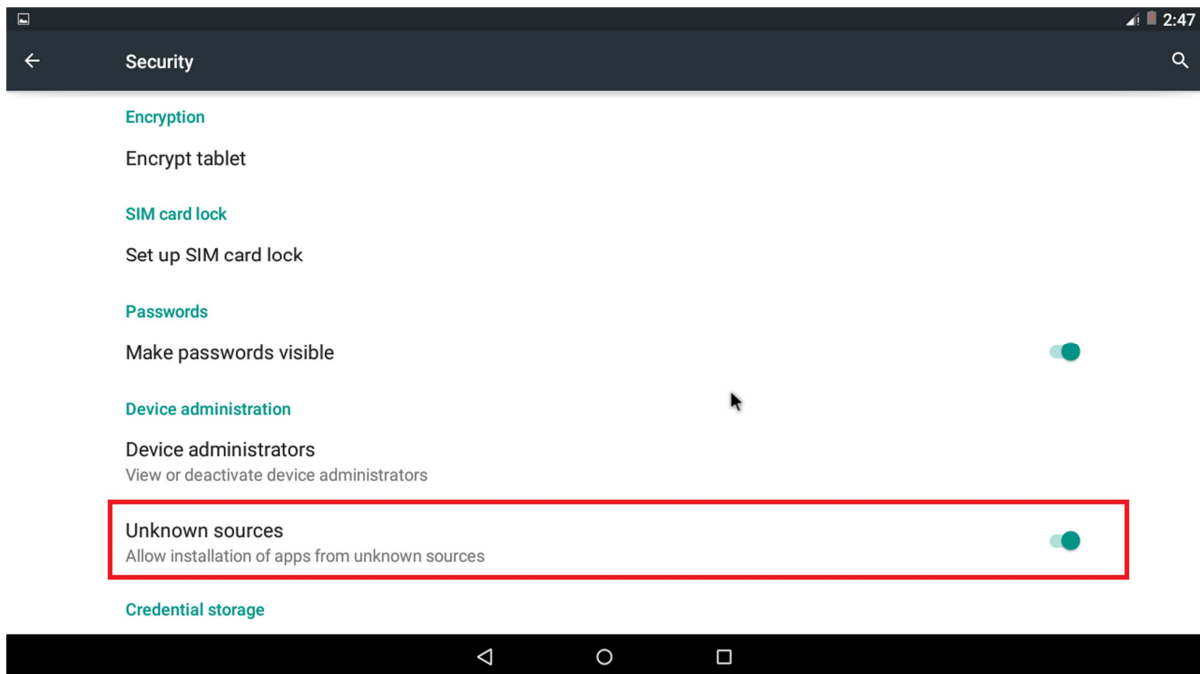 2:47
Security
Encryption
Encrypt tablet
SIM card lock
Set up SIM card lock
Passwords
Make passwords visible
Device administration
Device administrators
View or deactivate device administrators
Unknown sources
Allow installation of apps from unknown sources
Credential storage